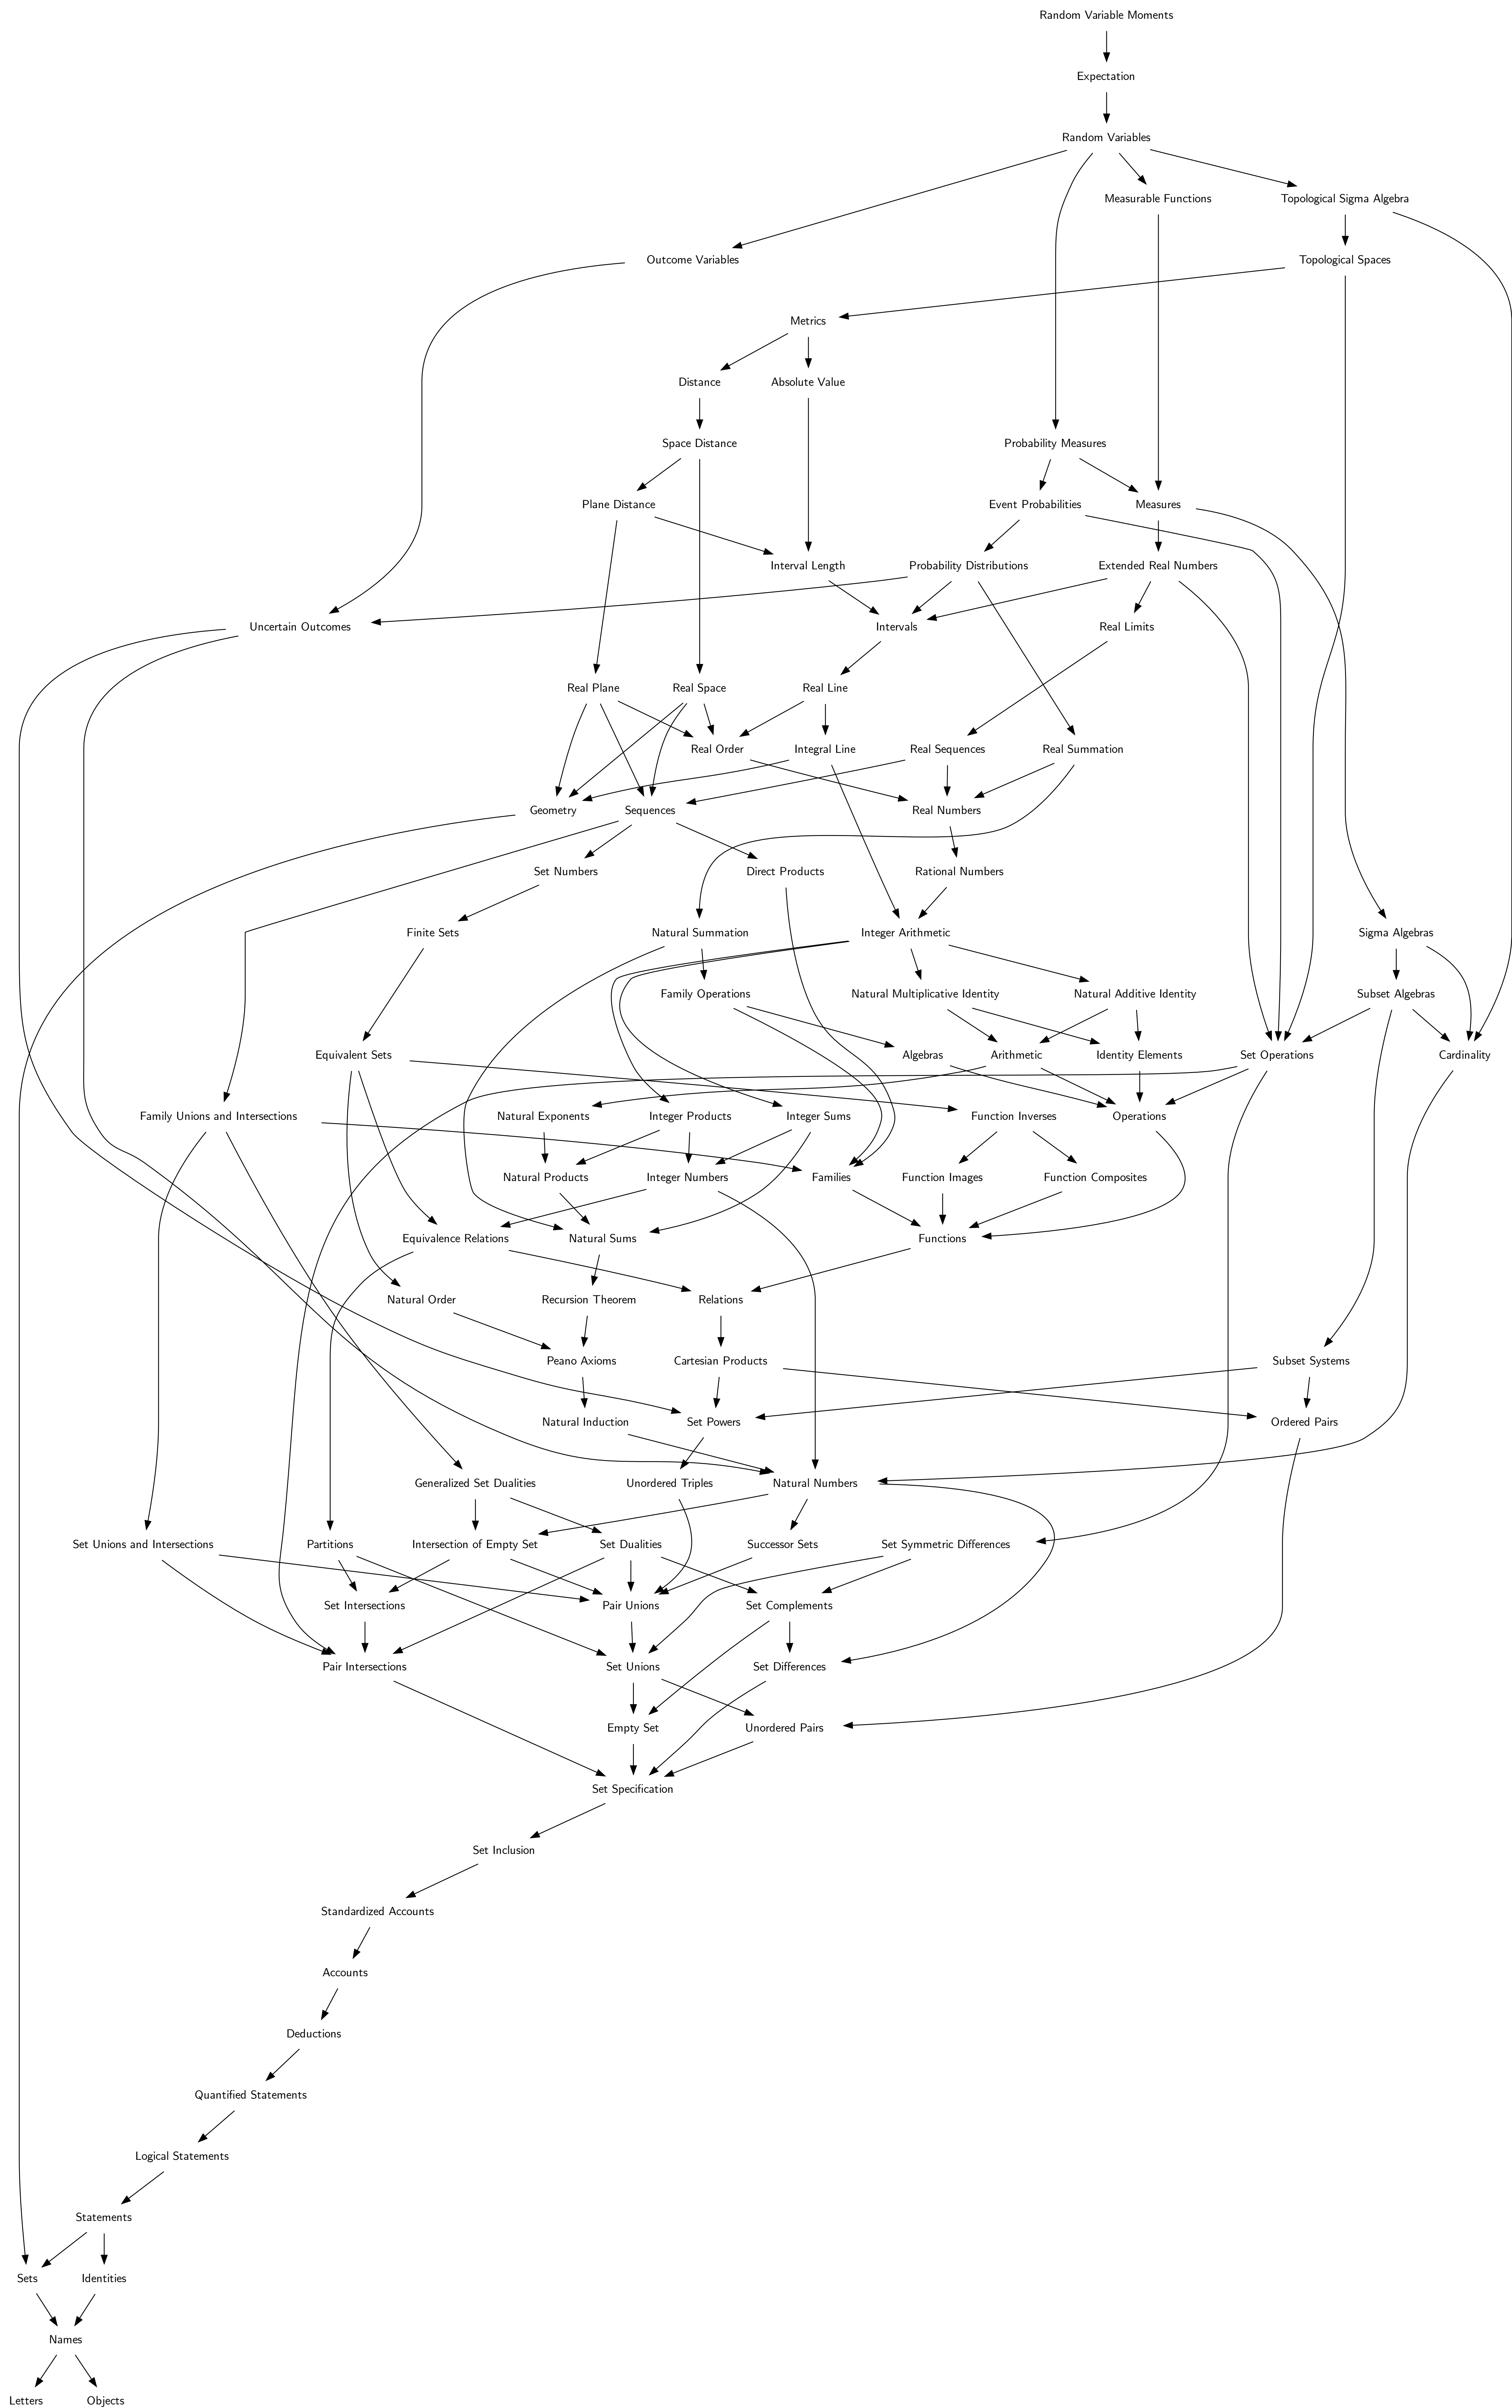 Random Variable Moments
Expectation
Random Variables
Measurable Functions
Topological Sigma Algebra
Outcome Variables
Topological Spaces
Metrics
Distance
Absolute Value
Space Distance
Probability Measures
Plane Distance
Event Probabilities
Measures
Interval Length
Probability Distributions
Extended Real Numbers
Uncertain Outcomes
Intervals
Real Limits
Real Plane
Real Space
Real Line
Real Order
Integral Line
Real Sequences
Real Summation
Geometry
Sequences
Real Numbers
Set Numbers
Direct Products
Rational Numbers
Finite Sets
Natural Summation
Integer Arithmetic
Sigma Algebras
Family Operations
Natural Multiplicative Identity
Natural Additive Identity
Subset Algebras
Equivalent Sets
Algebras
Arithmetic
Identity Elements
Set Operations
Cardinality
Family Unions and Intersections
Natural Exponents
Integer Products
Integer Sums
Function Inverses
Operations
Natural Products
Integer Numbers
Families
Function Images
Function Composites
Equivalence Relations
Natural Sums
Functions
Natural Order
Recursion Theorem
Relations
Peano Axioms
Cartesian Products
Subset Systems
Natural Induction
Set Powers
Ordered Pairs
Generalized Set Dualities
Unordered Triples
Natural Numbers
Set Unions and Intersections
Partitions
Intersection of Empty Set
Set Dualities
Successor Sets
Set Symmetric Differences
Set Intersections
Pair Unions
Set Complements
Pair Intersections
Set Unions
Set Differences
Empty Set
Unordered Pairs
Set Specification
Set Inclusion
Standardized Accounts
Accounts
Deductions
Quantified Statements
Logical Statements
Statements
Sets
Identities
Names
Letters
Objects